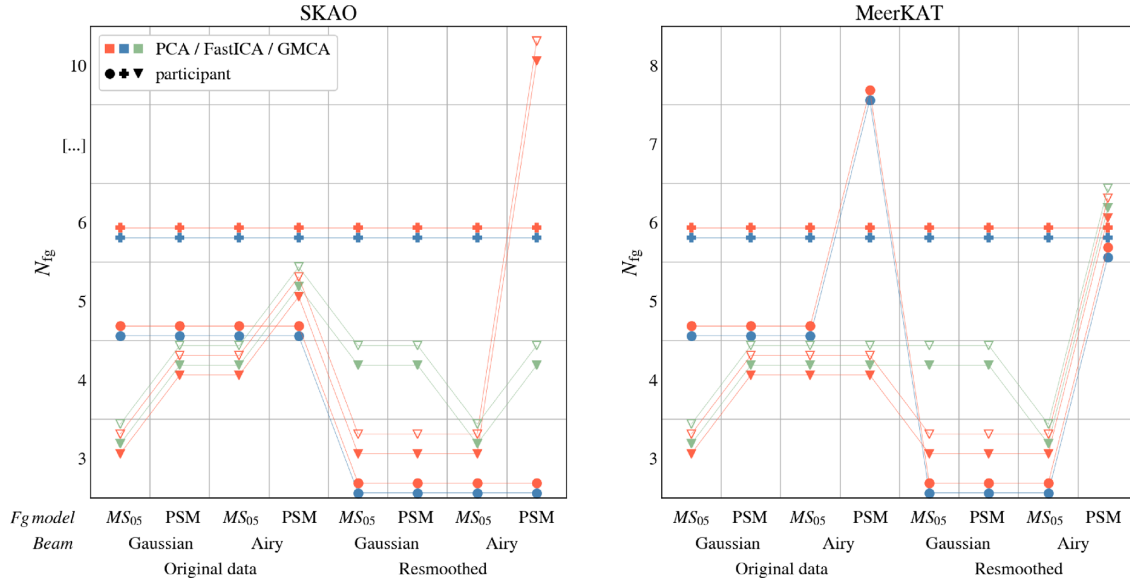 SKAO
MeerKAT
PCA / FastICA / GMCA
participant
10
[...]
6
5
4
3
N_fg
8
7
6
5
4
3
N_fg
Fg model MS05 PSM MS05 PSM MS05 PSM MS05 PSM
MS05 PSM MS05 PSM MS05 PSM MS05 PSM
Beam Gaussian Airy Gaussian Airy
Gaussian Airy Gaussian Airy
Original data Resmoothed
Original data Resmoothed